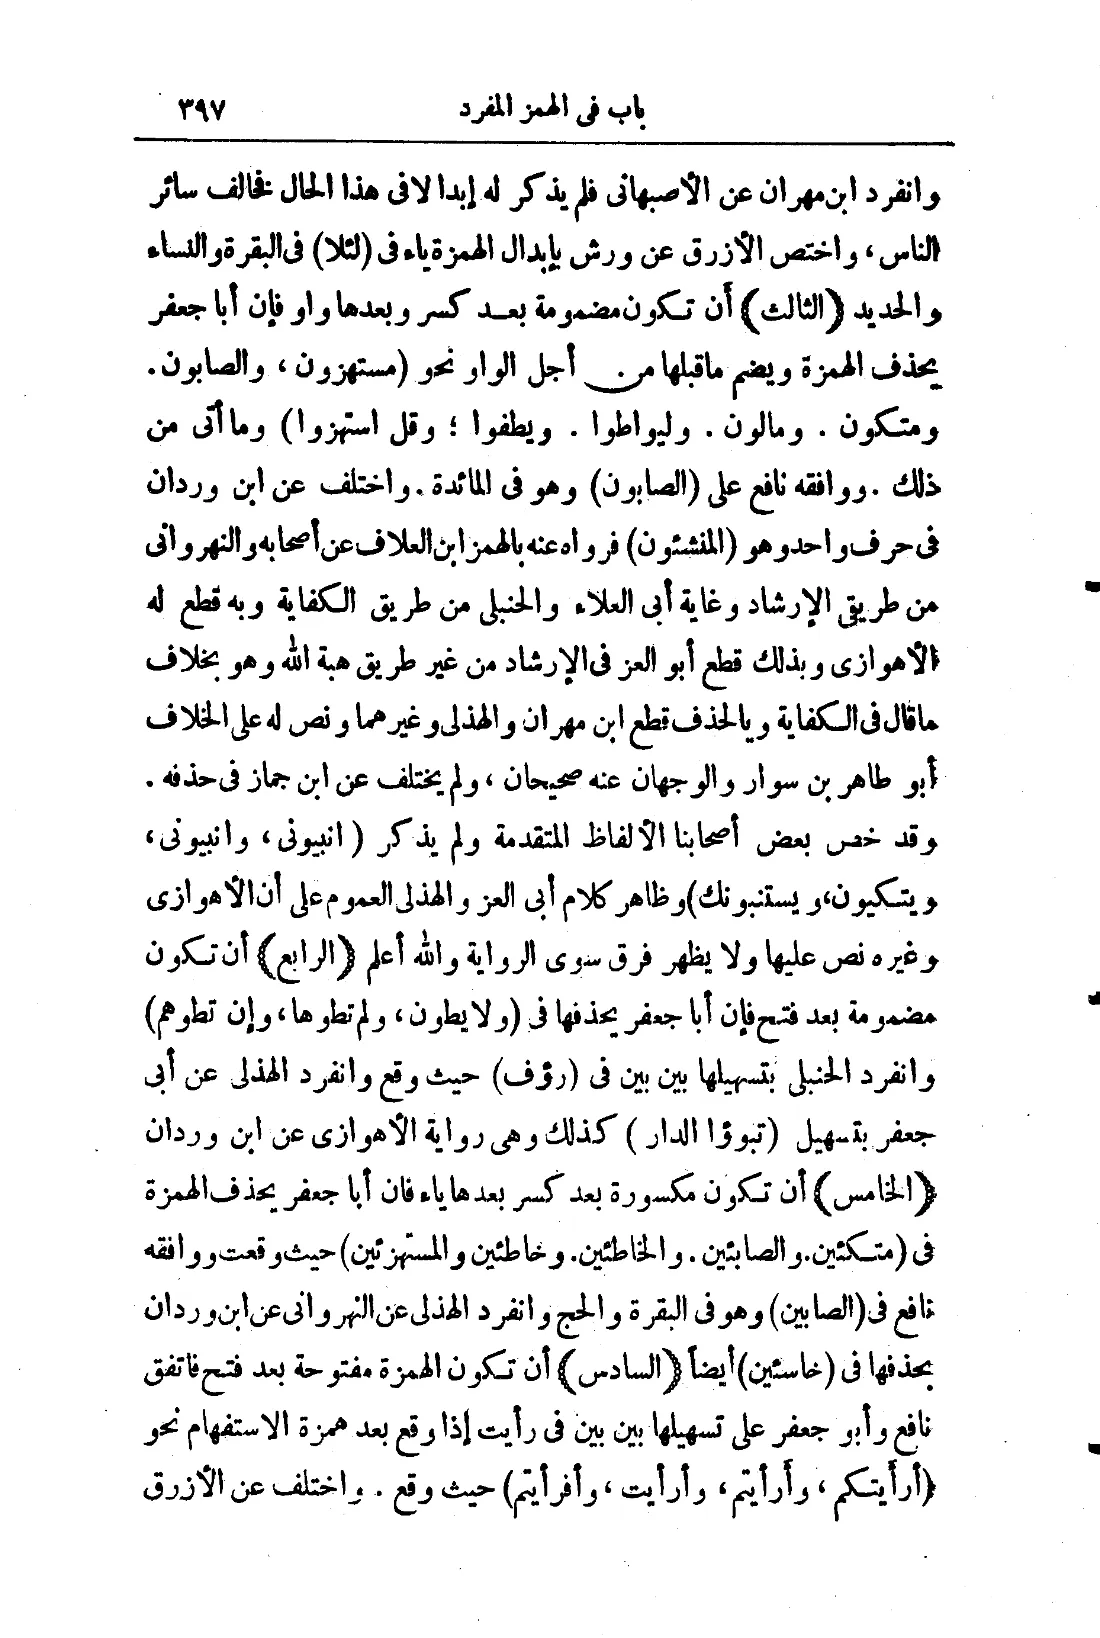 باب فى الهمز المفرد ٣٩٧
وانفرد ابن مهران عن الأصبهانى فلم يذكر له إبدالا فى هذا الحال فخالف سائر
الناس، واختص الأزرق عن ورش بإبدال الهمزة ياء فى (لئلا) فى البقرة والنساء
والحديد (الثالث) أن تكون مضمومة بعد كسر وبعدها واو فإن أبا جعفر
يحذف الهمزة ويضم ماقبلها من أجل الواو نحو (مستهزون، والصابون.
ومتكون. ومالون. وليواطوا. ويطفوا؛ وقل استهزوا) وما أتى من
ذلك. ووافقه نافع على (الصابون) وهو فى المائدة. واختلف عن ابن وردان
فى حرف واحد وهو (المنشئون) فرواه عنه بالهمز ابن العلاف عن أصحابه والنهروانى
من طريقى الإرشاد وغاية أبى العلاء والحنبلى من طريق الكفاية وبه قطع له
الأهوازى وبذلك قطع أبو العز فى الإرشاد من غير طريق هبة الله وهو بخلاف
ماقال فى الكفاية وبالحذف قطع ابن مهران والهذلى وغيرهما ونص له على الخلاف
أبو طاهر بن سوار والوجهان عنه صحيحان، ولم يختلف عن ابن جماز فى حذفه.
وقد خص بعض أصحابنا الألفاظ المتقدمة ولم يذكر (انبيونى، وانبيونى،
ويتكيون، ويستنبونك) وظاهر كلام أبى العز والهذلى العموم على أن الأهوازى
وغيره نص عليها ولا يظهر فرق سوى الرواية والله أعلم (الرابع) أن تكون
مضمومة بعد فتح فإن أبا جعفر يحذفها فى (ولا يطون، ولم تطوها، وإن تطوهم)
وانفرد الحنبلى بتسهيلها بين بين فى (رؤف) حيث وقع وانفرد الهذلى عن أبى
جعفر بتسهيل (تبوؤا الدار) كذلك وهى رواية الأهوازى عن ابن وردان
(الخامس) أن تكون مكسورة بعد كسر بعدها ياء فان أبا جعفر يحذف الهمزة
فى (متكئين. والصابئين. والخاطئين. وخاطئين والمستهزئين) حيث وقعت ووافقه
نافع فى (الصابين) وهو فى البقرة والحج وانفرد الهذلى عن النهروانى عن ابن وردان
بحذفها فى (خاسئين) أيضاً (السادس) أن تكون الهمزة مفتوحة بعد فتح فاتفق
نافع وأبو جعفر على تسهيلها بين بين فى رأيت إذا وقع بعد همزة الاستفهام نحو
(أرأيتكم، وأرأيتم، وأرأيت، وأفرأيتم) حيث وقع. واختلف عن الأزرق